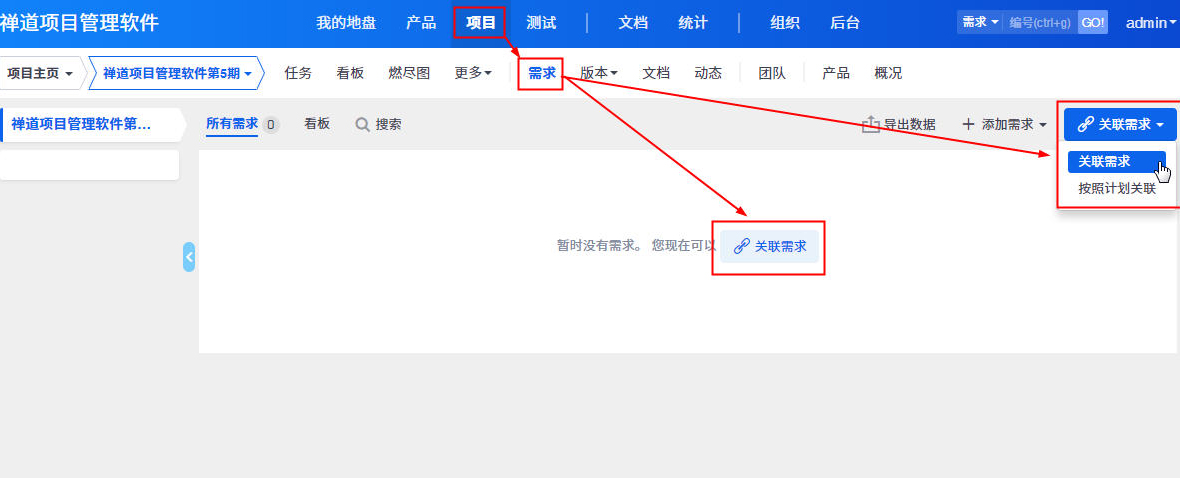 禅道项目管理软件 我的地盘 产品 项目 测试 文档 统计 组织 后台 需求 编号(ctrl+g) GO! admin
项目主页 禅道项目管理软件第5期 任务 看板 燃尽图 更多 需求 版本 文档 动态 团队 产品 概况
禅道项目管理软件第... 所有需求 0 看板 搜索 导出数据 添加需求 关联需求
关联需求
按照计划关联
暂时没有需求。 您现在可以 关联需求